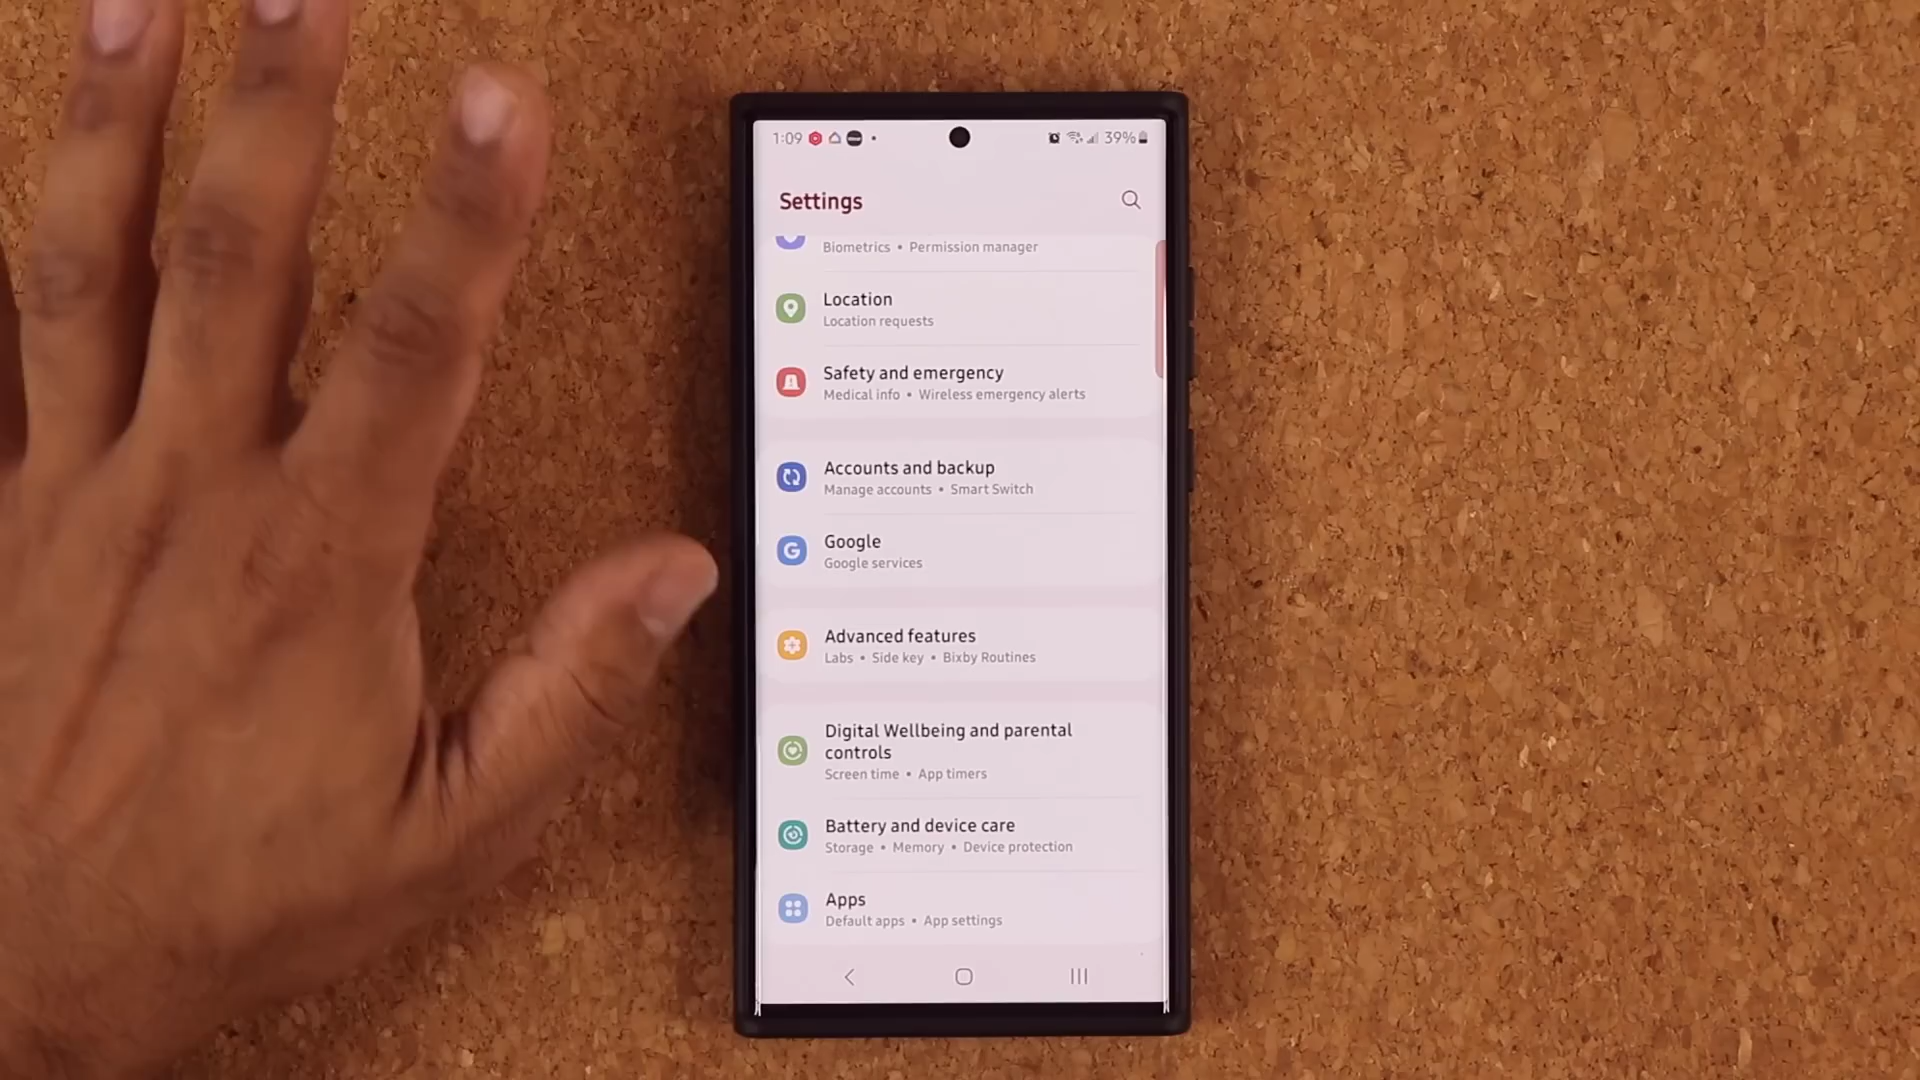 1:09
39%
Settings
Biometrics • Permission manager
Location
Location requests
Safety and emergency
Medical info • Wireless emergency alerts
Accounts and backup
Manage accounts • Smart Switch
Google
Google services
Advanced features
Labs • Side key • Bixby Routines
Digital Wellbeing and parental
controls
Screen time • App timers
Battery and device care
Storage • Memory • Device protection
Apps
Default apps • App settings